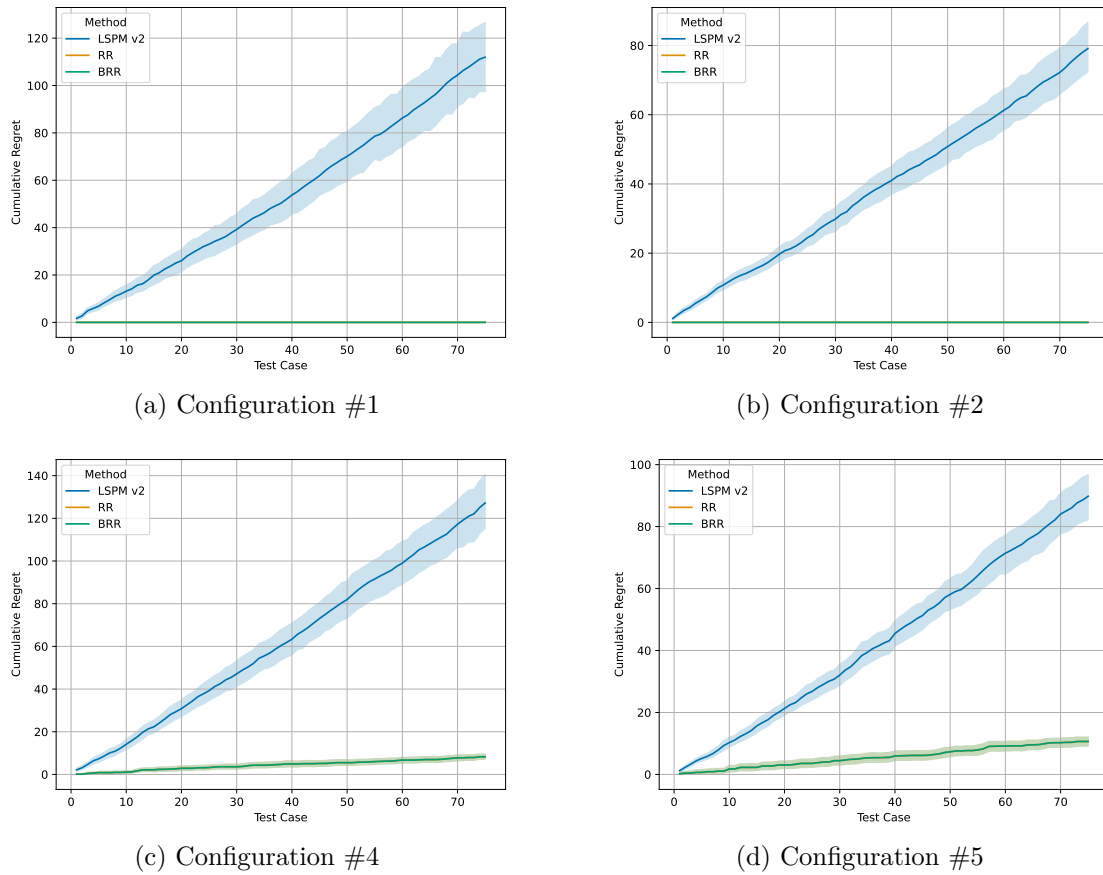 Method
LSPM v2
RR
BRR
Cumulative Regret
120
100
80
60
40
20
0
0 10 20 30 40 50 60 70
Test Case
(a) Configuration #1
Method
LSPM v2
RR
BRR
Cumulative Regret
80
60
40
20
0
0 10 20 30 40 50 60 70
Test Case
(b) Configuration #2
Method
LSPM v2
RR
BRR
Cumulative Regret
140
120
100
80
60
40
20
0
0 10 20 30 40 50 60 70
Test Case
(c) Configuration #4
Method
LSPM v2
RR
BRR
Cumulative Regret
100
80
60
40
20
0
0 10 20 30 40 50 60 70
Test Case
(d) Configuration #5